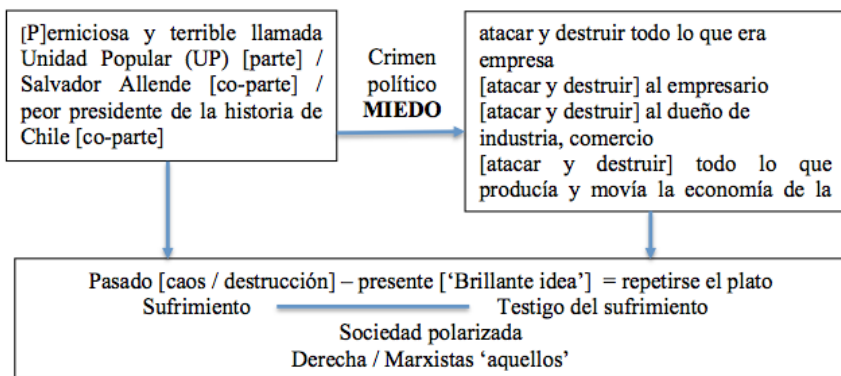 [P]erniciosa y terrible llamada
Unidad Popular (UP) [parte] /
Salvador Allende [co-parte] /
peor presidente de la historia de
Chile [co-parte]
Crimen
político
MIEDO
atacar y destruir todo lo que era
empresa
[atacar y destruir] al empresario
[atacar y destruir] al dueño de
industria, comercio
[atacar y destruir] todo lo que
producía y movía la economía de la
Pasado [caos / destrucción] – presente [‘Brillante idea’] = repetirse el plato
Sufrimiento Testigo del sufrimiento
Sociedad polarizada
Derecha / Marxistas ‘aquellos’